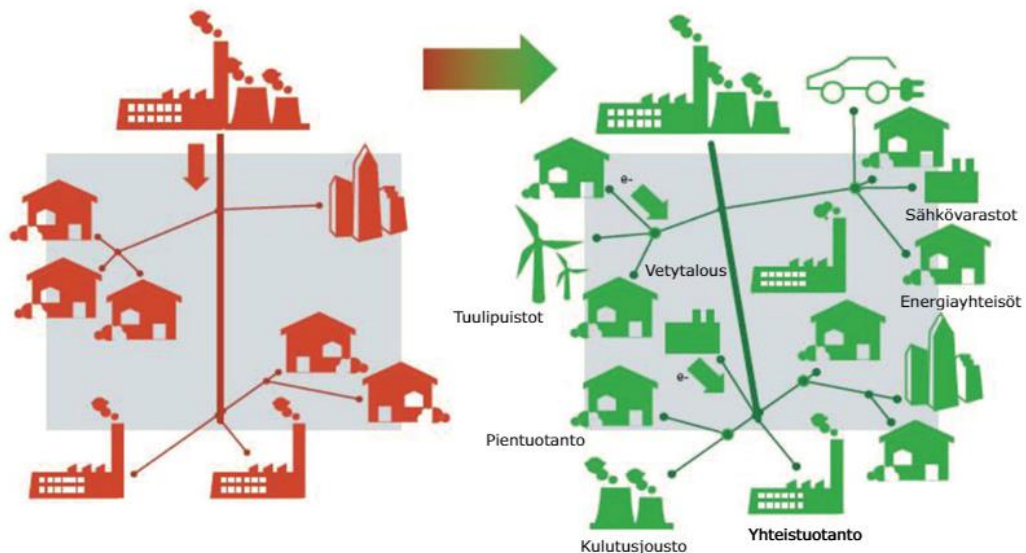 e-
Sähkövarastot
Vetytalous
Energiayhteisöt
Tuulipuistot
e-
Pientuotanto
Yhteistuotanto
Kulutusjousto